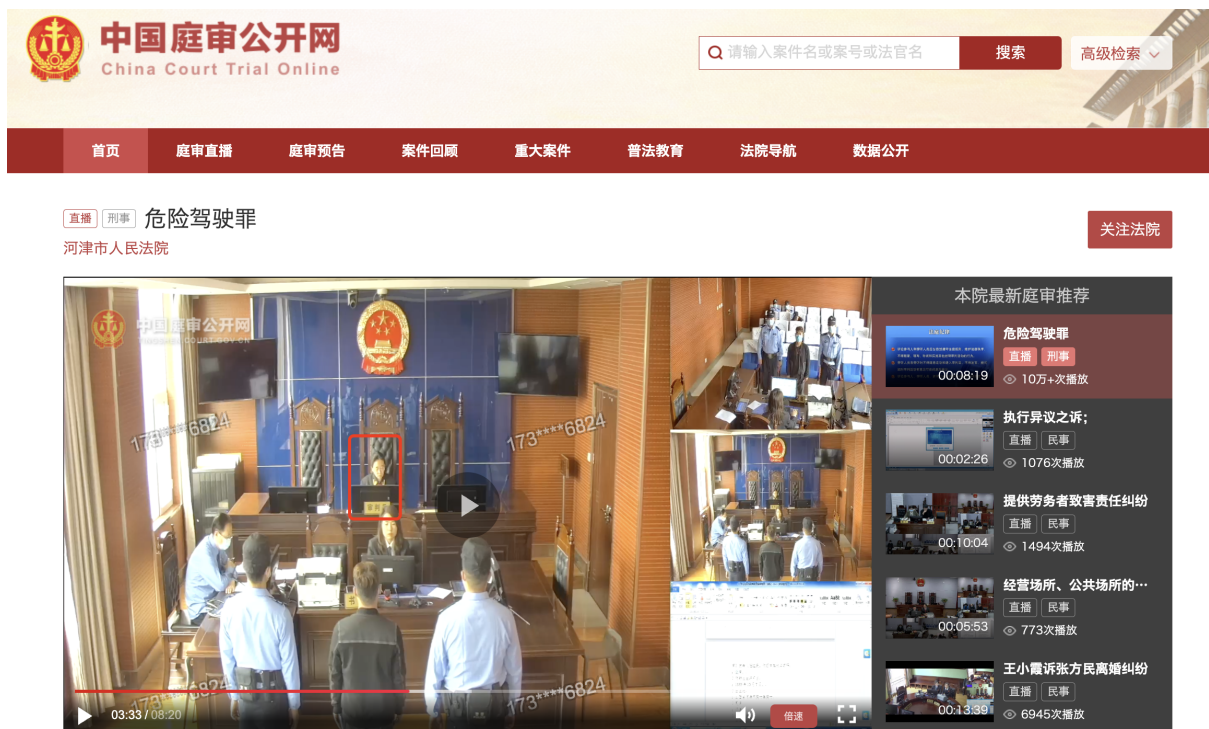 中国庭审公开网
China Court Trial Online
请输入案件名或案号或法官名
搜索
高级检索
首页
庭审直播
庭审预告
案件回顾
重大案件
普法教育
法院导航
数据公开
直播 刑事 危险驾驶罪
河津市人民法院
关注法院
中国庭审公开网
173****6824
173****6824
173****6824
173****6824
03:33 / 08:20
倍速
本院最新庭审推荐
危险驾驶罪
直播 刑事
00:08:19
10万+次播放
执行异议之诉;
直播 民事
00:02:26
1076次播放
提供劳务者致害责任纠纷
直播 民事
00:10:04
1494次播放
经营场所、公共场所的…
直播 民事
00:05:53
773次播放
王小霞诉张方民离婚纠纷
直播 民事
00:13:39
6945次播放